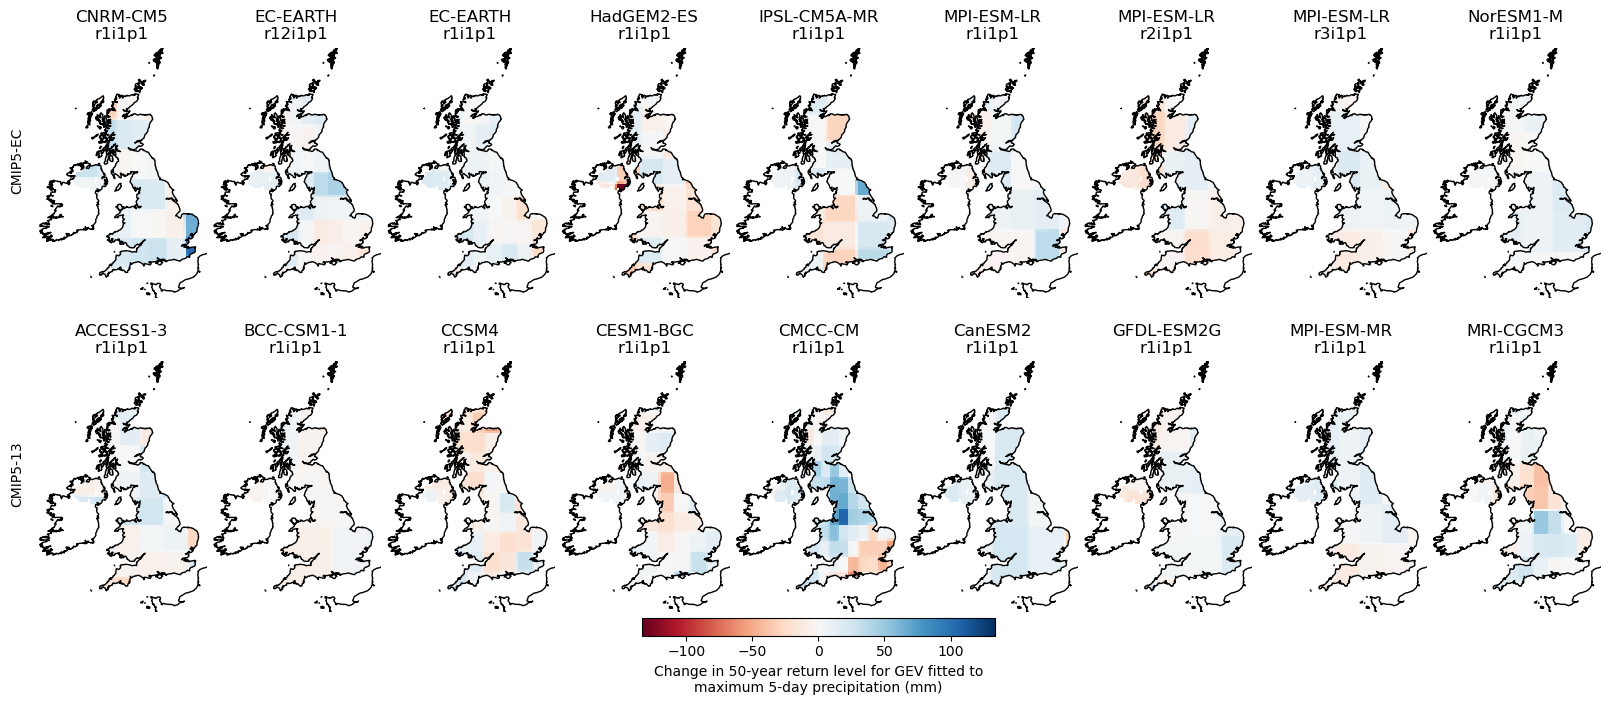 CNRM-CM5
r1i1p1
EC-EARTH
r12i1p1
EC-EARTH
r1i1p1
HadGEM2-ES
r1i1p1
IPSL-CM5A-MR
r1i1p1
MPI-ESM-LR
r1i1p1
MPI-ESM-LR
r2i1p1
MPI-ESM-LR
r3i1p1
NorESM1-M
r1i1p1
CMIP5-EC
ACCESS1-3
r1i1p1
BCC-CSM1-1
r1i1p1
CCSM4
r1i1p1
CESM1-BGC
r1i1p1
CMCC-CM
r1i1p1
CanESM2
r1i1p1
GFDL-ESM2G
r1i1p1
MPI-ESM-MR
r1i1p1
MRI-CGCM3
r1i1p1
CMIP5-13
−100 −50 0 50 100
Change in 50-year return level for GEV fitted to
maximum 5-day precipitation (mm)